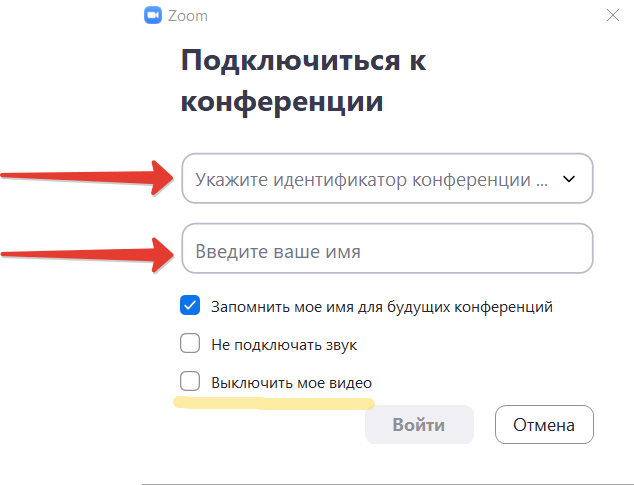 Zoom
Подключиться к
конференции
Укажите идентификатор конференции ...
Введите ваше имя
Запомнить мое имя для будущих конференций
Не подключать звук
Выключить мое видео
Войти Отмена